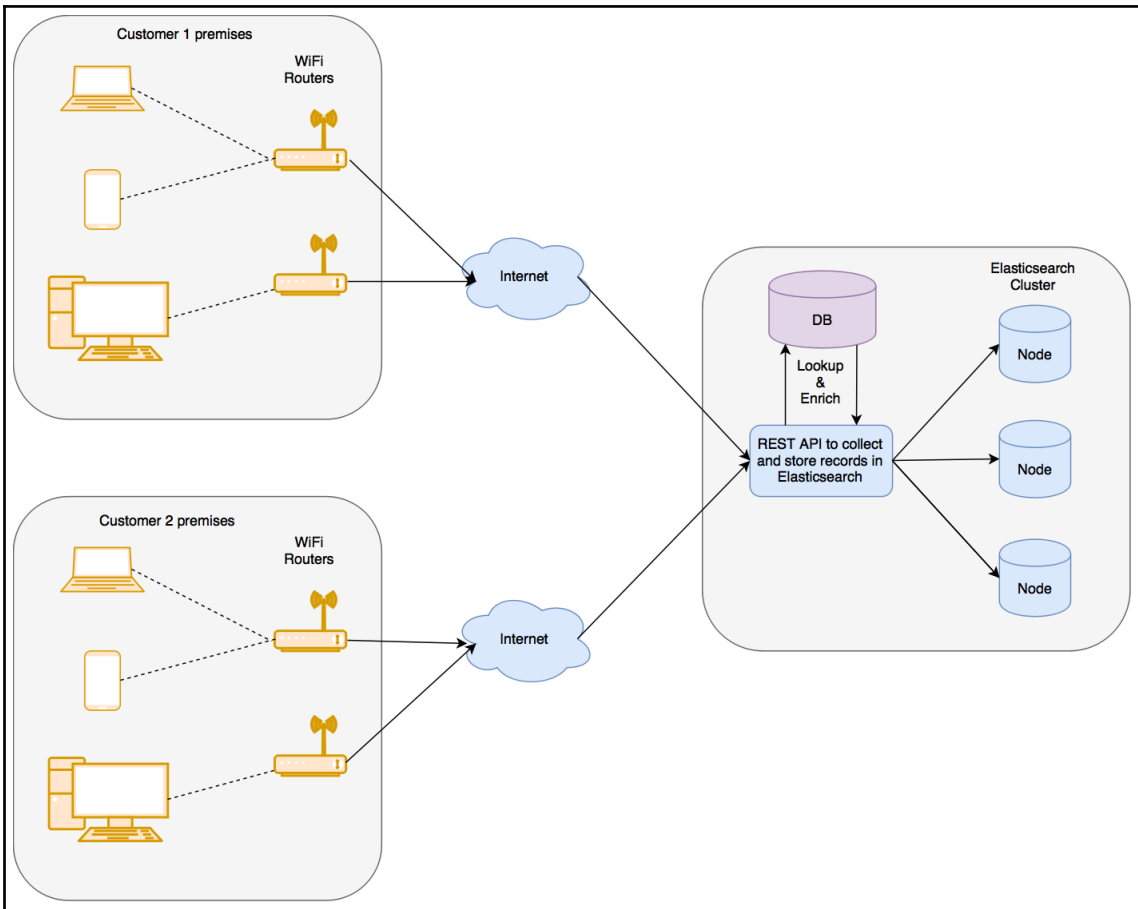 Customer 1 premises
WiFi
Routers
Internet
Customer 2 premises
WiFi
Routers
Internet
DB
Lookup
&
Enrich
REST API to collect
and store records in
Elasticsearch
Elasticsearch
Cluster
Node
Node
Node